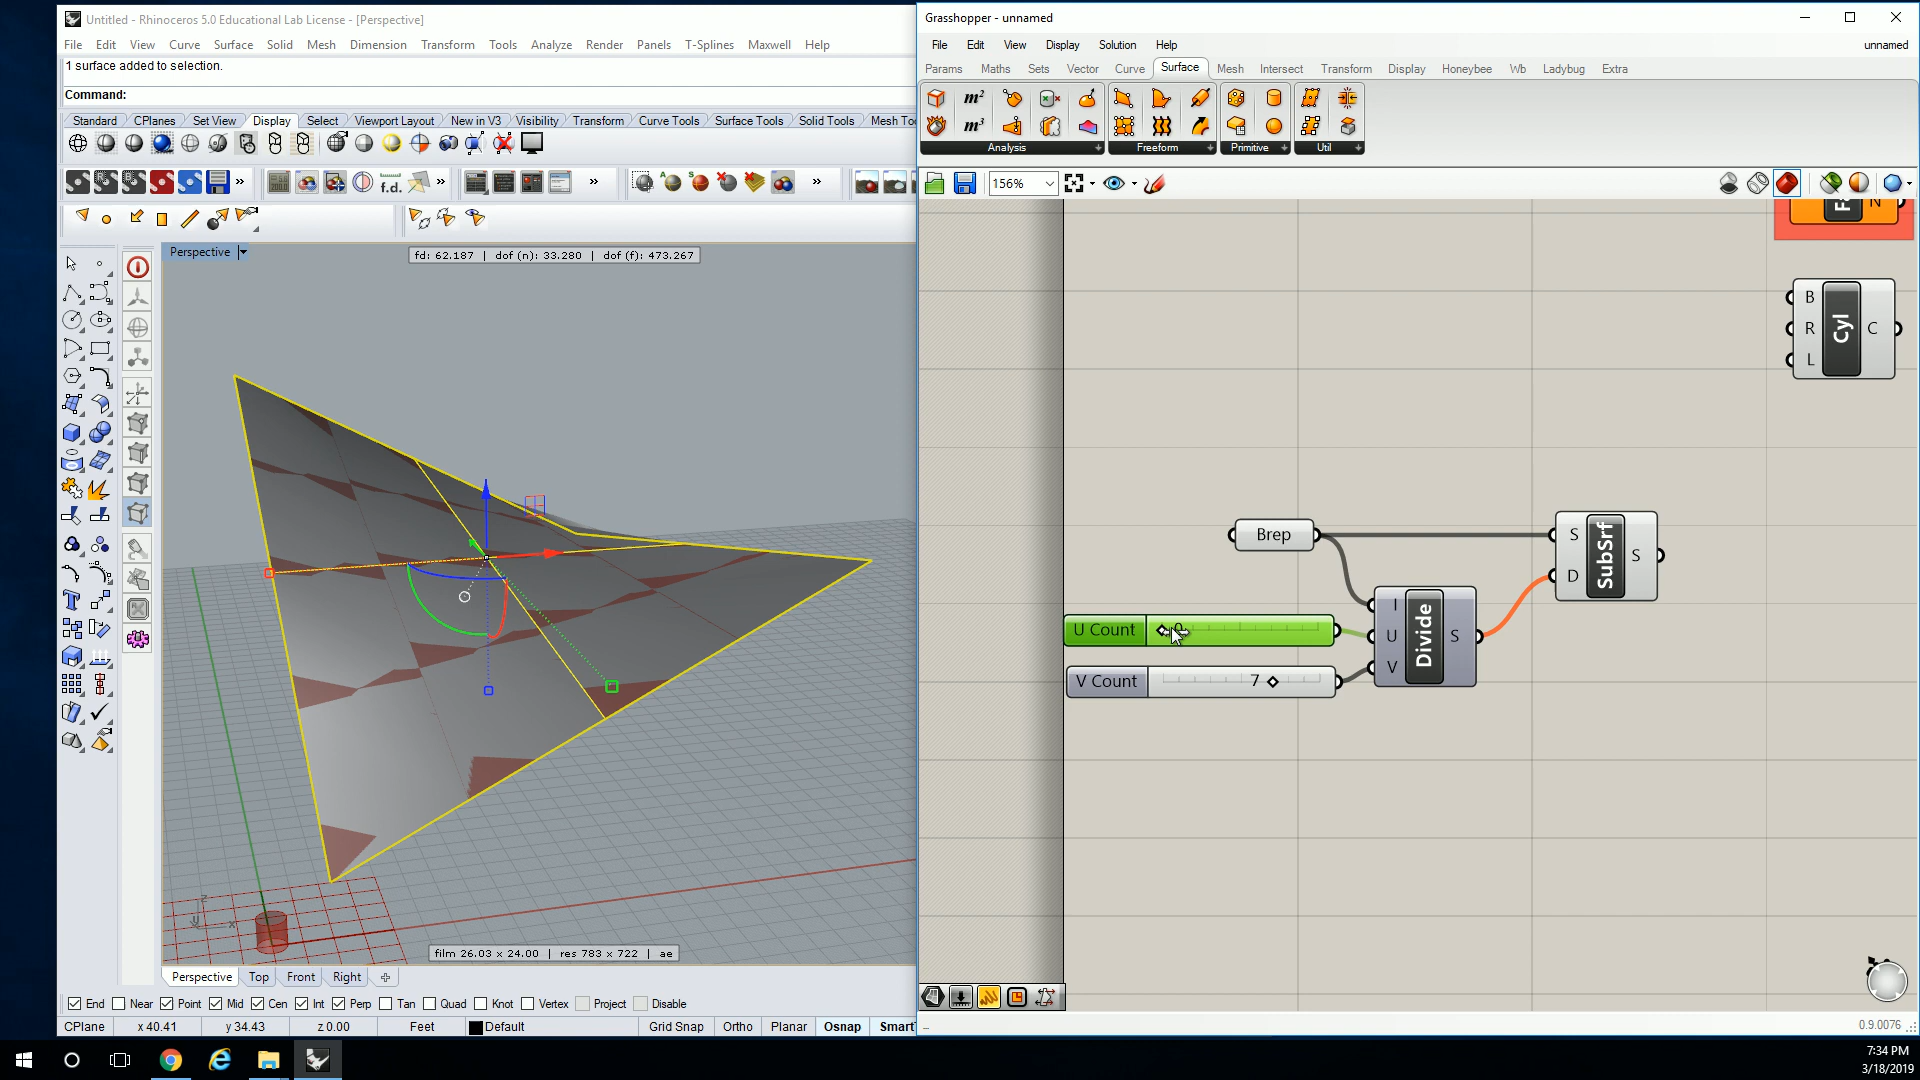 Untitled - Rhinoceros 5.0 Educational Lab License - [Perspective]
File Edit View Curve Surface Solid Mesh Dimension Transform Tools Analyze Render Panels T-Splines Maxwell Help
1 surface added to selection.
Command:
Standard CPlanes Set View Display Select Viewport Layout New in V3 Visibility Transform Curve Tools Surface Tools Solid Tools Mesh Too
f.d.
Perspective
fd: 62.187 | dof (n): 33.280 | dof (f): 473.267
z
y
x
film 26.03 x 24.00 | res 783 x 722 | ae
Perspective Top Front Right
End Near Point Mid Cen Int Perp Tan Quad Knot Vertex Project Disable
CPlane x 40.41 y 34.43 z 0.00 Feet Default Grid Snap Ortho Planar Osnap SmartT
Grasshopper - unnamed
File Edit View Display Solution Help
unnamed
Params Maths Sets Vector Curve Surface Mesh Intersect Transform Display Honeybee Wb Ladybug Extra
m²
m³
Analysis Freeform Primitive Util
156%
N
B
R
L
Cyl
C
Brep
S
D
SubSrf
S
U Count
V Count 7
I
U
V
Divide
S
0.9.0076
7:34 PM
3/18/2019